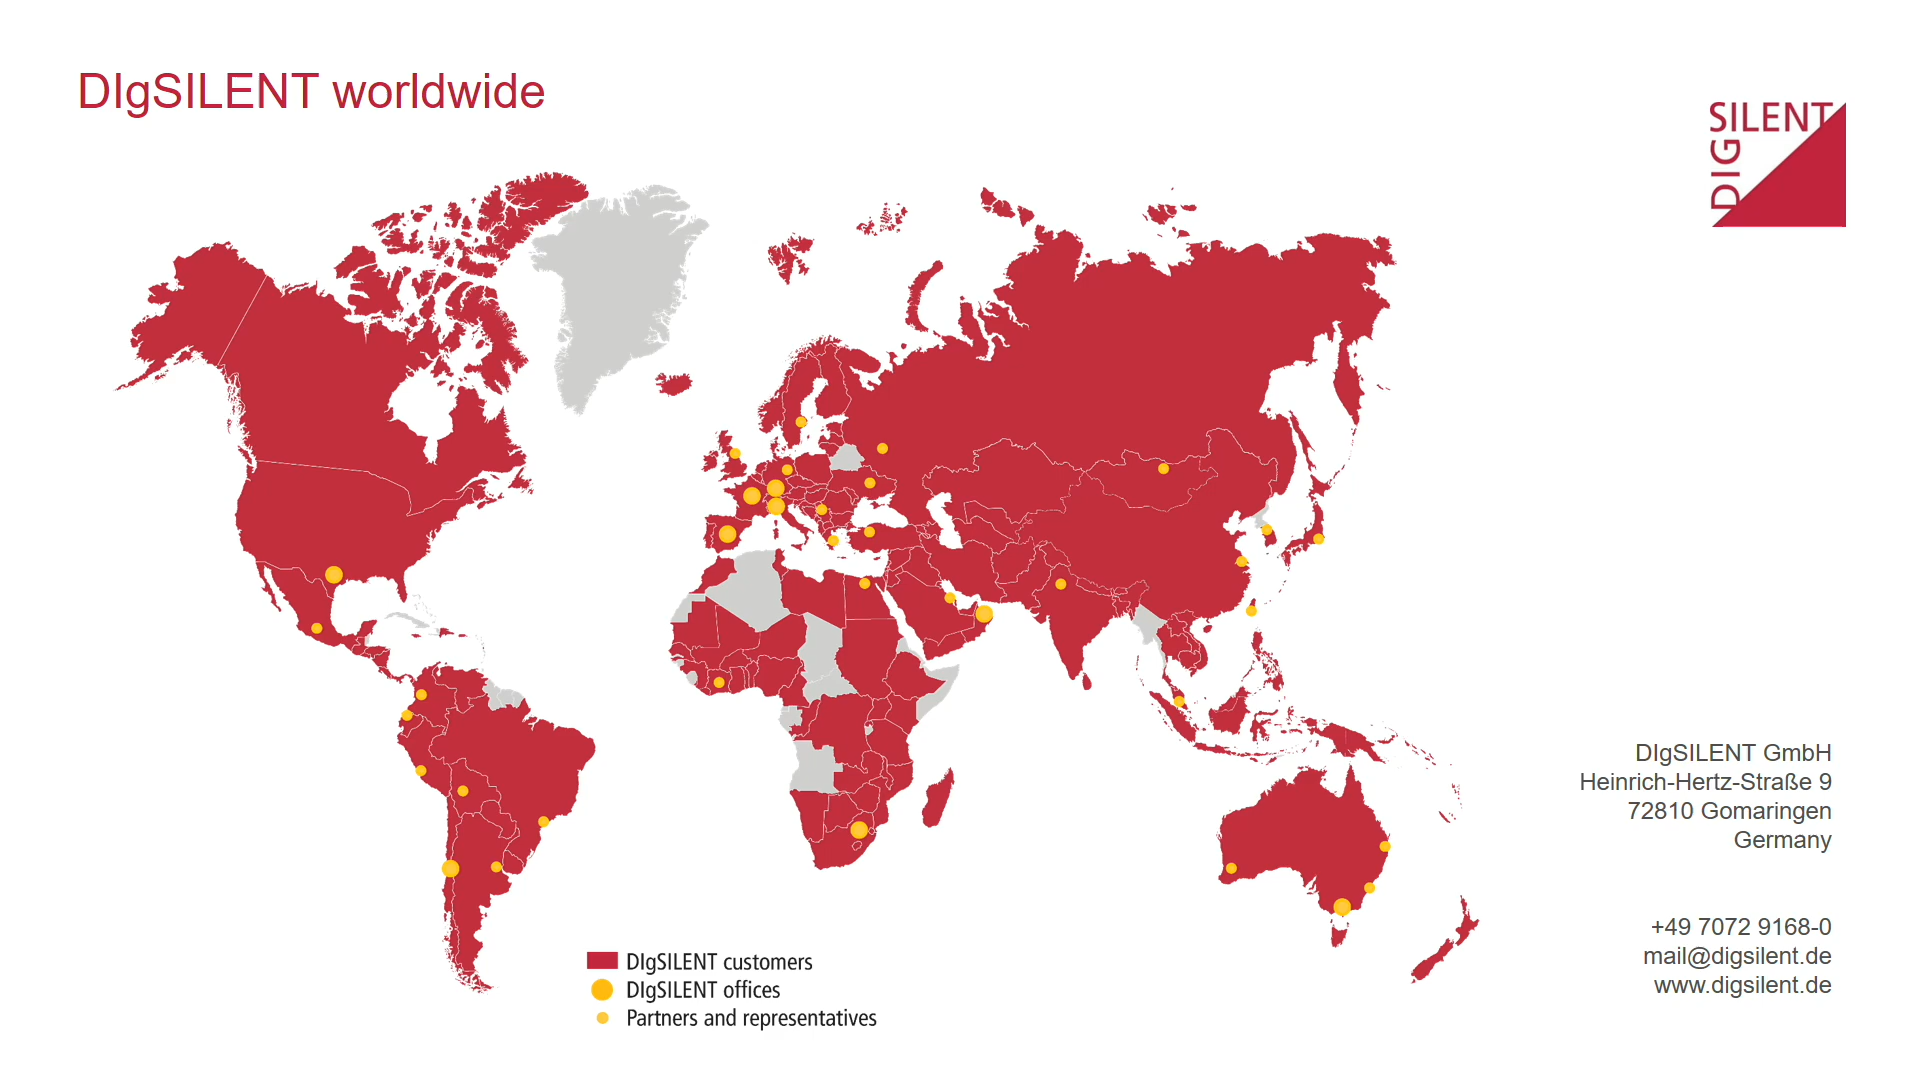 DIgSILENT worldwide
SILENT
DIG
DIgSILENT GmbH
Heinrich-Hertz-Straße 9
72810 Gomaringen
Germany
+49 7072 9168-0
mail@digsilent.de
www.digsilent.de
DIgSILENT customers
DIgSILENT offices
Partners and representatives